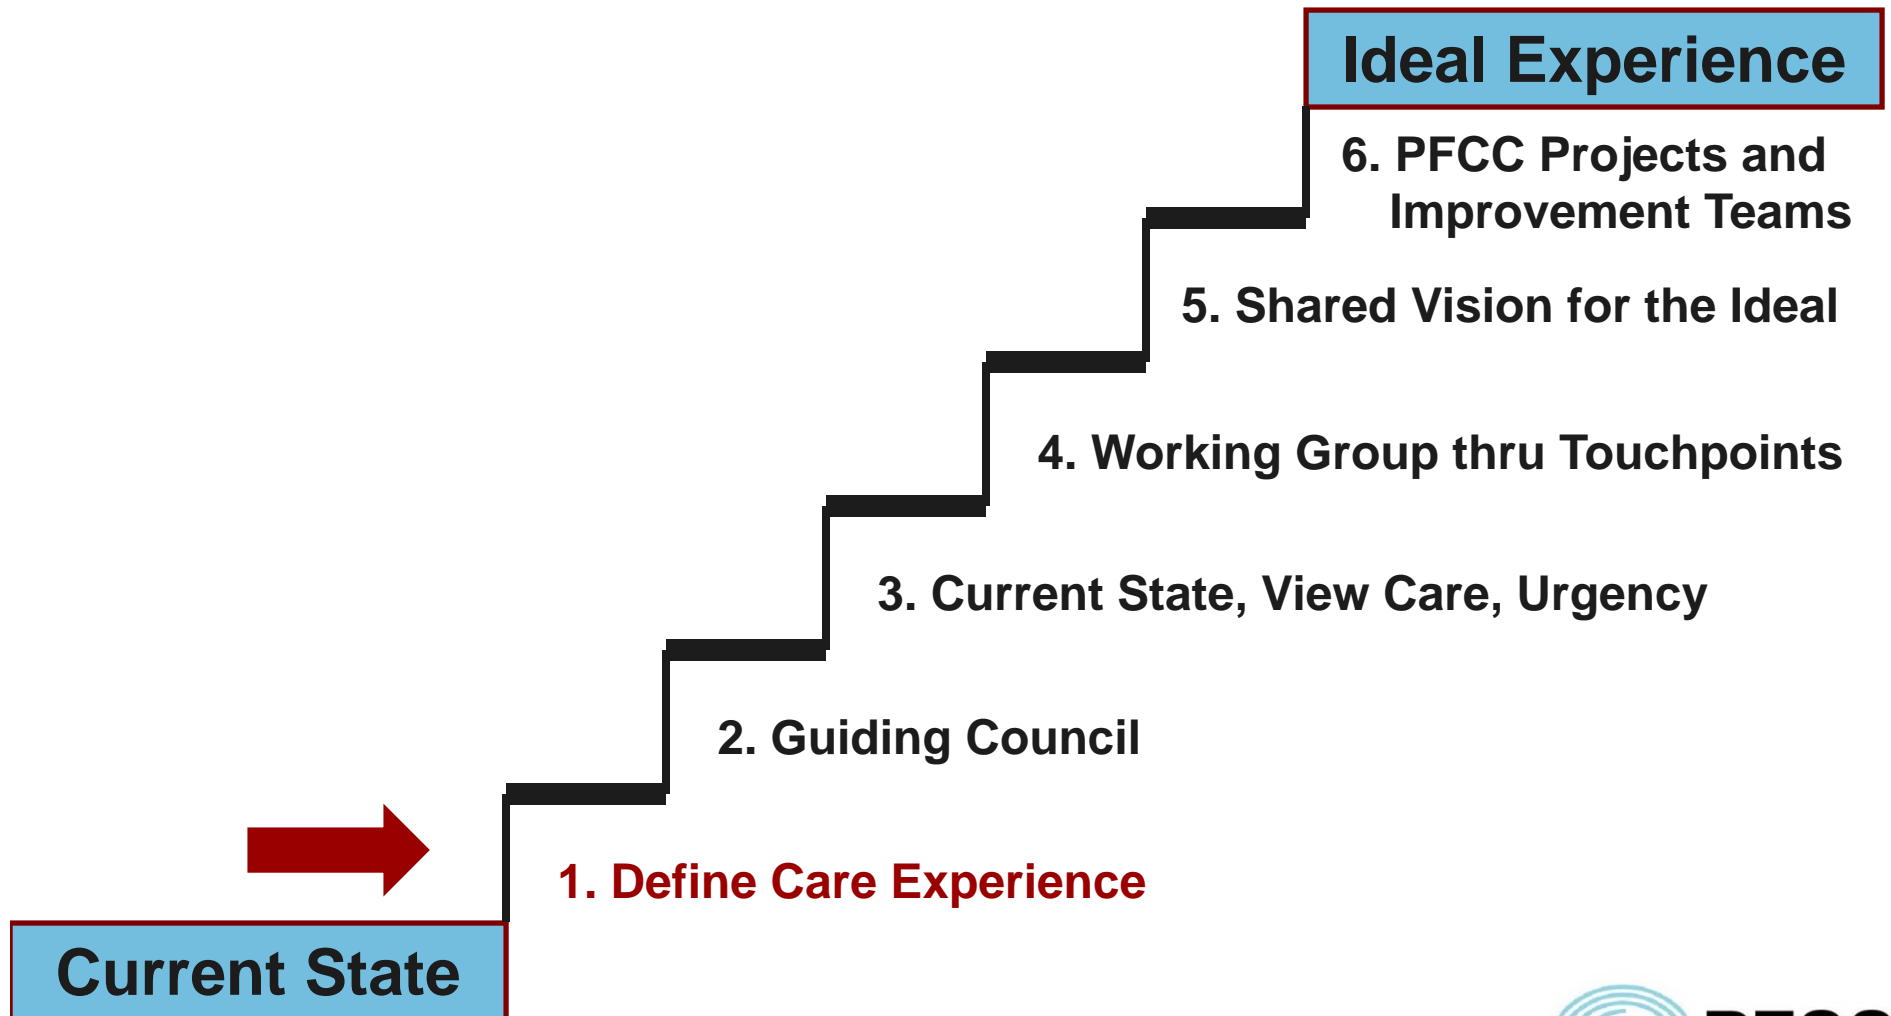 Ideal Experience
6. PFCC Projects and
Improvement Teams
5. Shared Vision for the Ideal
4. Working Group thru Touchpoints
3. Current State, View Care, Urgency
2. Guiding Council
1. Define Care Experience
Current State